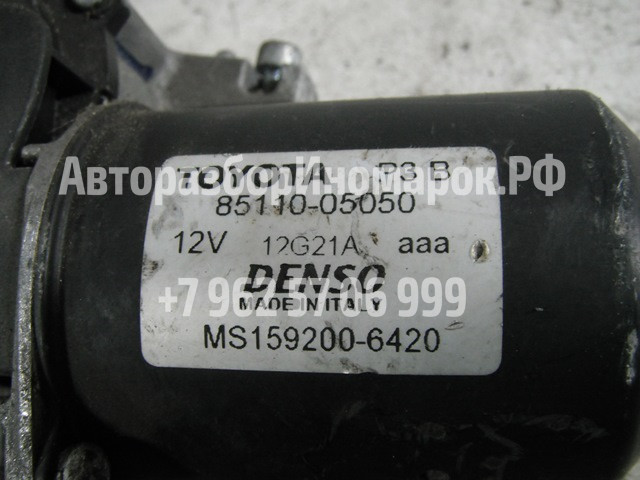 TOYOTA P3 B
АвторазборИномарок.РФ
85110-05050
12V 12G21A aaa
DENSO
+7 962 57 06 999
MADE IN ITALY
MS159200-6420